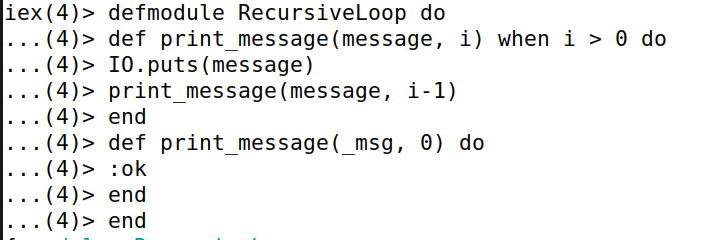 iex(4)> defmodule RecursiveLoop do
...(4)> def print_message(message, i) when i > 0 do
...(4)> IO.puts(message)
...(4)> print_message(message, i-1)
...(4)> end
...(4)> def print_message(_msg, 0) do
...(4)> :ok
...(4)> end
...(4)> end